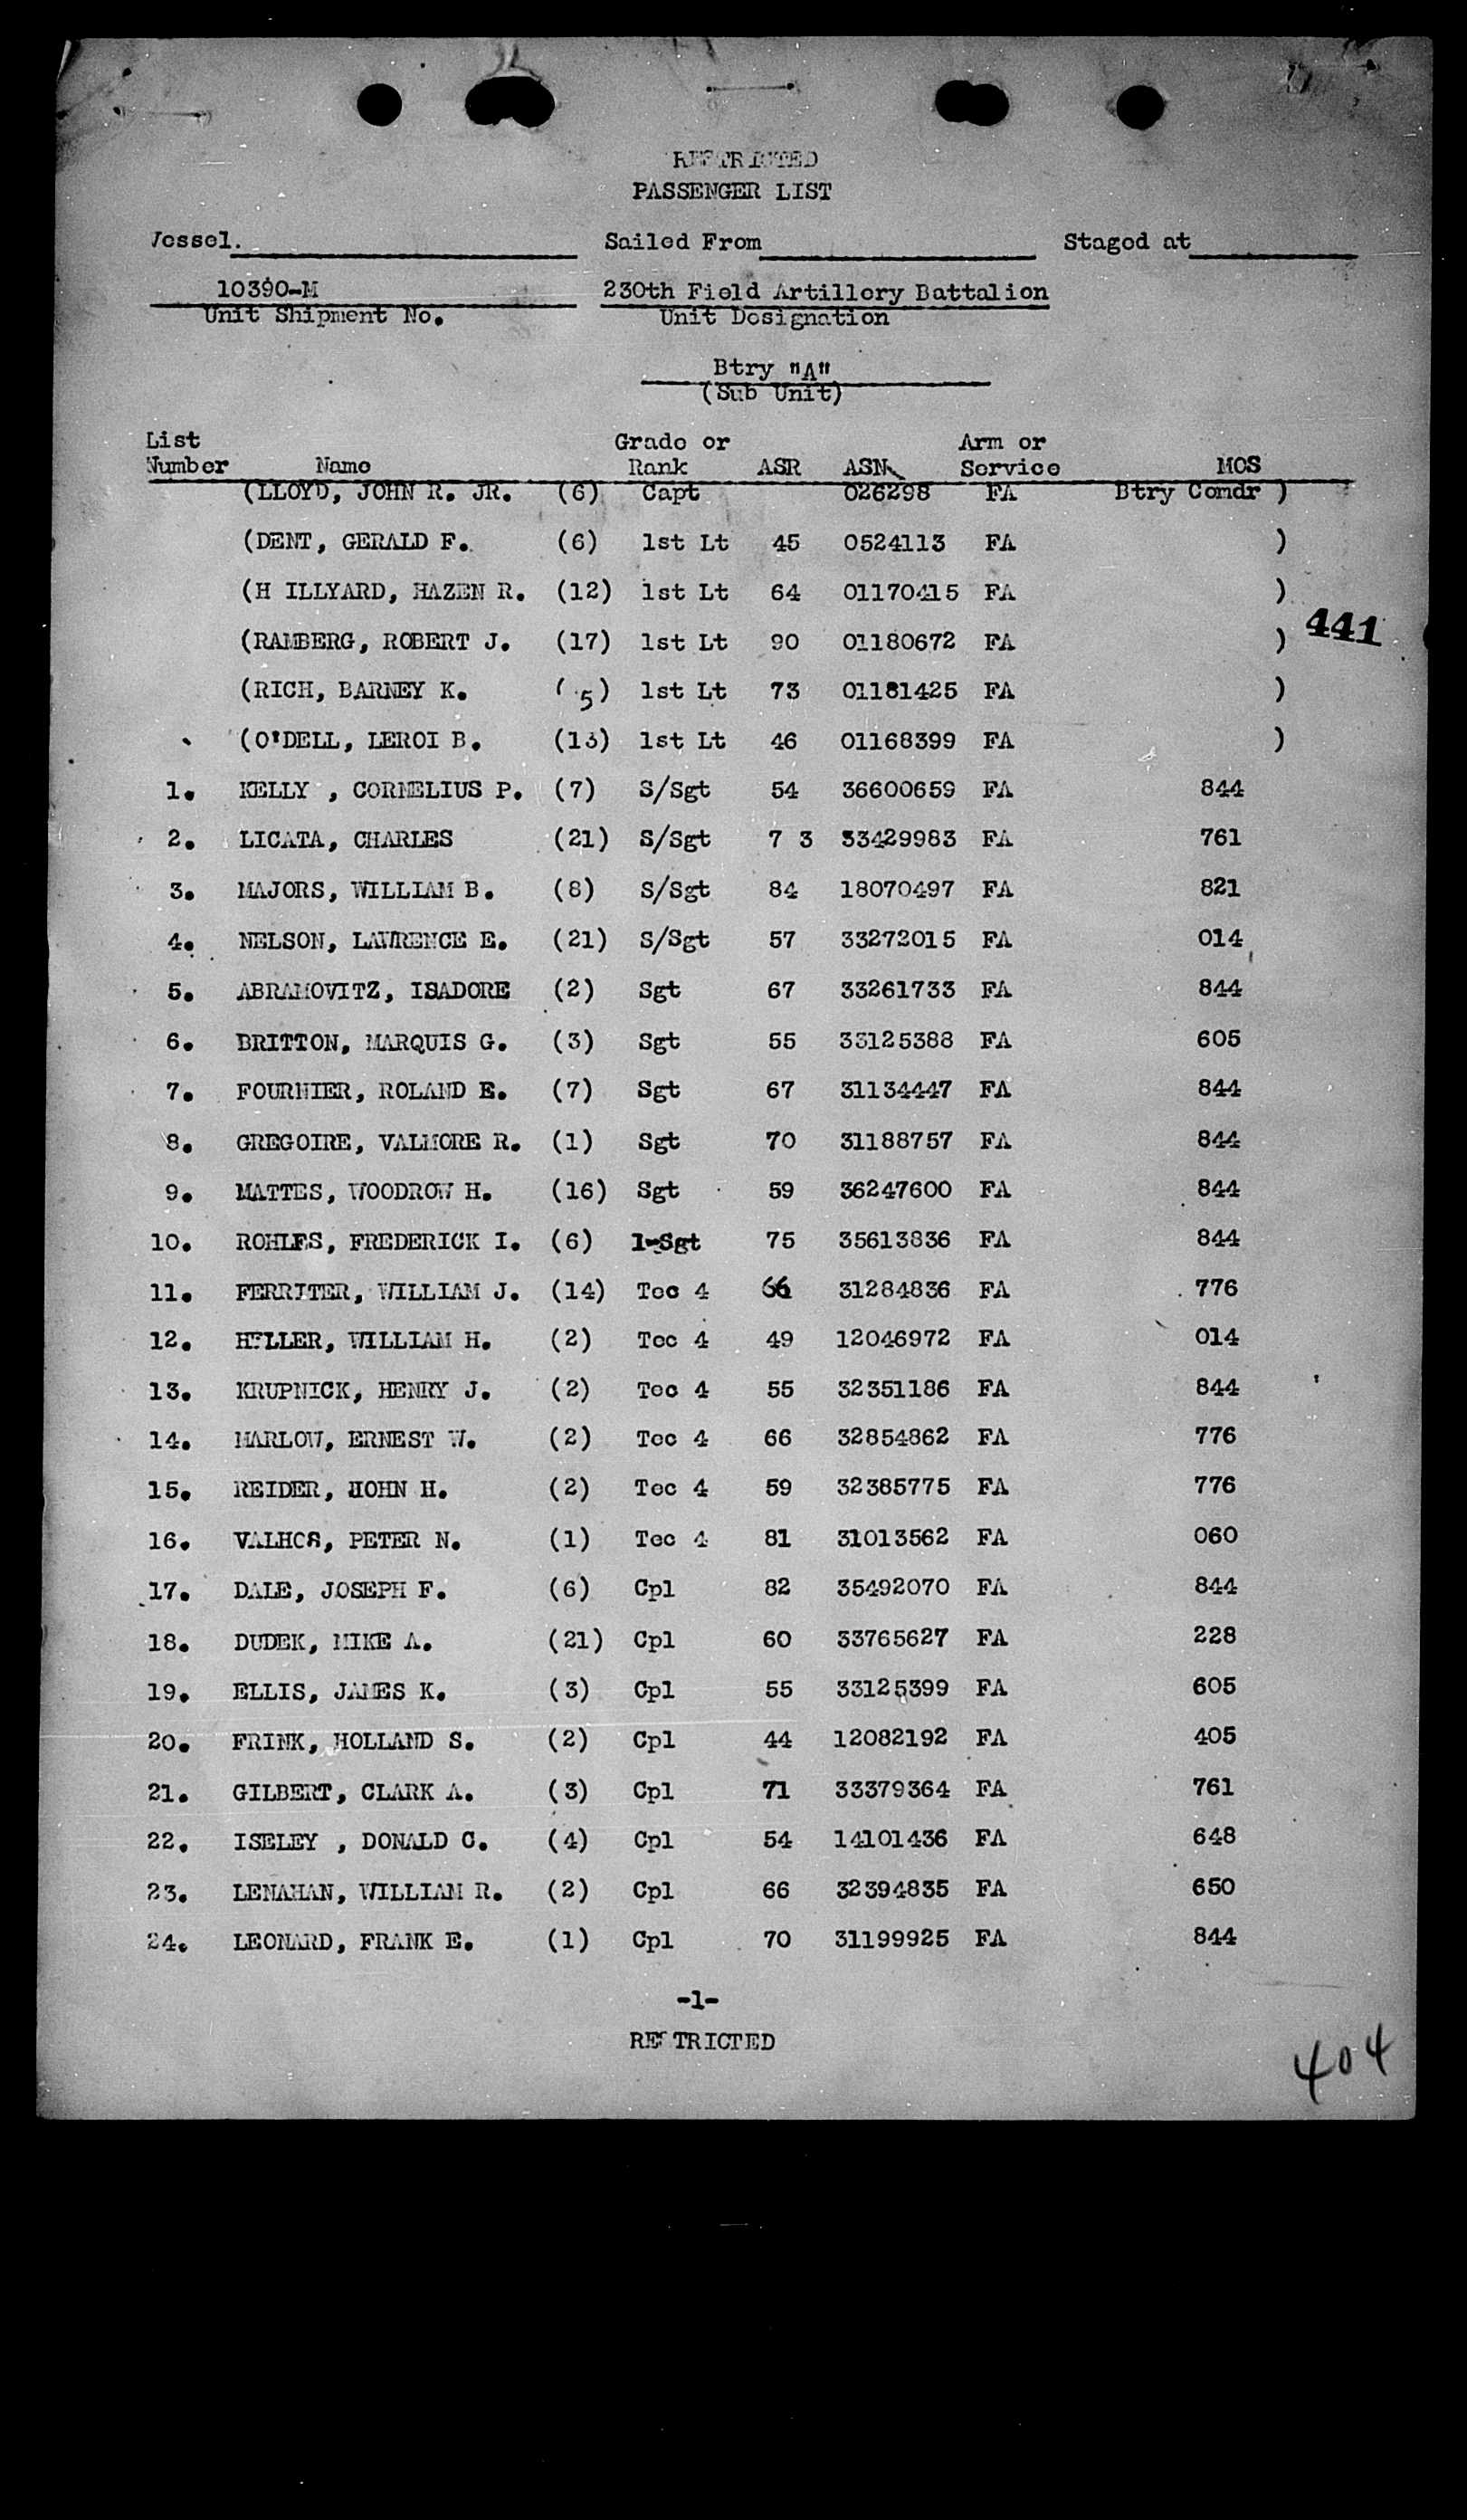 RESTRICTED
PASSENGER LIST
Vessel. Sailed From Staged at
10390-M 230th Field Artillery Battalion
Unit Shipment No. Unit Designation
Btry "A"
(Sub Unit)
List Grade or Arm or
Number Name Rank ASR ASN Service MOS
(LLOYD, JOHN R. JR. (6) Capt 026298 FA Btry Comdr )
(DENT, GERALD F. (6) 1st Lt 45 0524113 FA )
(H ILLYARD, HAZEN R. (12) 1st Lt 64 01170415 FA )
441
(RAMBERG, ROBERT J. (17) 1st Lt 90 01180672 FA )
(RICH, BARNEY K. (5) 1st Lt 73 01181425 FA )
(O'DELL, LEROI B. (13) 1st Lt 46 01168399 FA )
1. KELLY , CORNELIUS P. (7) S/Sgt 54 36600659 FA 844
2. LICATA, CHARLES (21) S/Sgt 7 3 33429983 FA 761
3. MAJORS, WILLIAM B. (8) S/Sgt 84 18070497 FA 821
4. NELSON, LAWRENCE E. (21) S/Sgt 57 33272015 FA 014
5. ABRAMOVITZ, ISADORE (2) Sgt 67 33261733 FA 844
6. BRITTON, MARQUIS G. (3) Sgt 55 33125388 FA 605
7. FOURNIER, ROLAND E. (7) Sgt 67 31134447 FA 844
8. GREGOIRE, VALMORE R. (1) Sgt 70 31188757 FA 844
9. MATTES, WOODROW H. (16) Sgt 59 36247600 FA 844
10. ROHLFS, FREDERICK I. (6) 1-Sgt 75 35613836 FA 844
11. FERRITER, WILLIAM J. (14) Tec 4 66 31284836 FA 776
12. HELLER, WILLIAM H. (2) Tec 4 49 12046972 FA 014
13. KRUPNICK, HENRY J. (2) Tec 4 55 32351186 FA 844
14. MARLOW, ERNEST W. (2) Tec 4 66 32854862 FA 776
15. REIDER, JOHN H. (2) Tec 4 59 32385775 FA 776
16. VALHOS, PETER N. (1) Tec 4 81 31013562 FA 060
17. DALE, JOSEPH F. (6) Cpl 82 35492070 FA 844
18. DUDEK, MIKE A. (21) Cpl 60 33765627 FA 228
19. ELLIS, JAMES K. (3) Cpl 55 33125399 FA 605
20. FRINK, HOLLAND S. (2) Cpl 44 12082192 FA 405
21. GILBERT, CLARK A. (3) Cpl 71 33379364 FA 761
22. ISELEY , DONALD C. (4) Cpl 54 14101436 FA 648
23. LENAHAN, WILLIAM R. (2) Cpl 66 32394835 FA 650
24. LEONARD, FRANK E. (1) Cpl 70 31199925 FA 844
-1-
RESTRICTED
404